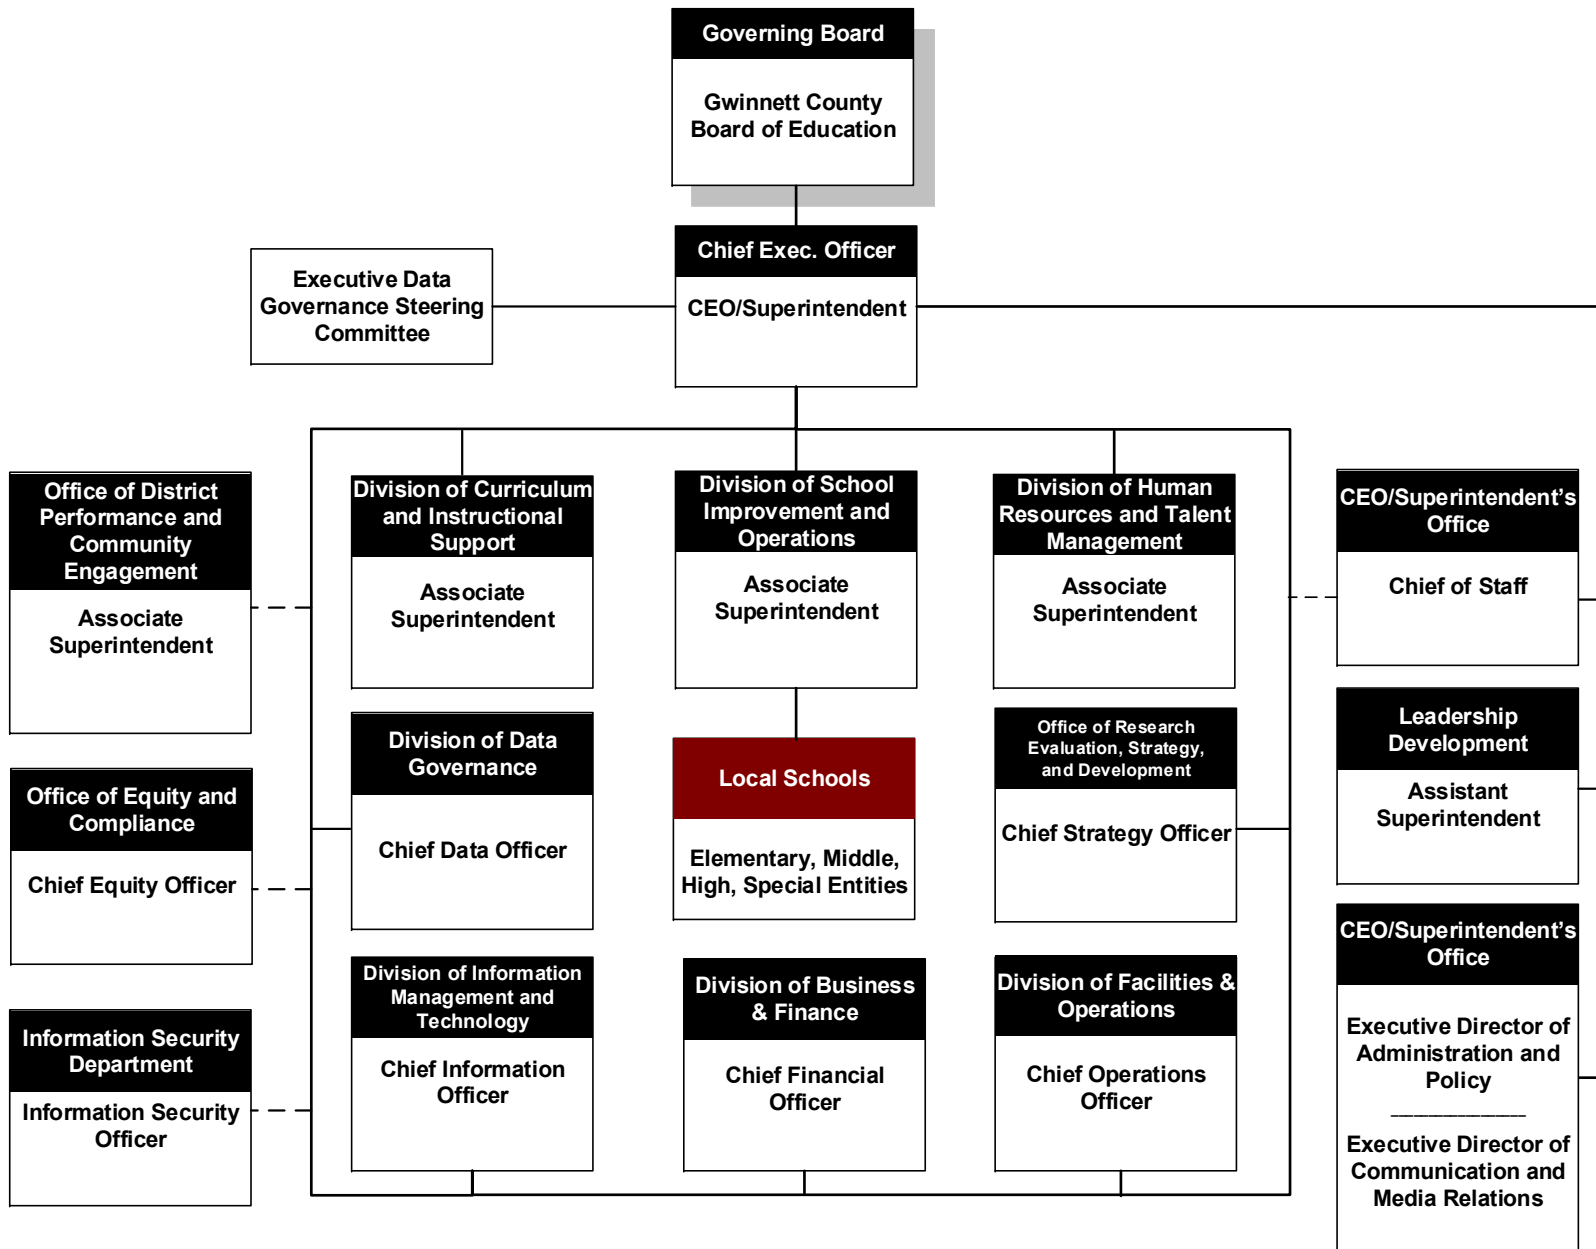 Governing Board
Gwinnett County
Board of Education
Chief Exec. Officer
CEO/Superintendent
Executive Data
Governance Steering
Committee
Office of District
Performance and
Community
Engagement
Associate
Superintendent
Division of Curriculum
and Instructional
Support
Associate
Superintendent
Division of School
Improvement and
Operations
Associate
Superintendent
Division of Human
Resources and Talent
Management
Associate
Superintendent
CEO/Superintendent's
Office
Chief of Staff
Office of Equity and
Compliance
Chief Equity Officer
Division of Data
Governance
Chief Data Officer
Local Schools
Elementary, Middle,
High, Special Entities
Office of Research
Evaluation, Strategy,
and Development
Chief Strategy Officer
Leadership
Development
Assistant
Superintendent
Information Security
Department
Information Security
Officer
Division of Information
Management and
Technology
Chief Information
Officer
Division of Business
& Finance
Chief Financial
Officer
Division of Facilities &
Operations
Chief Operations
Officer
CEO/Superintendent's
Office
Executive Director of
Administration and
Policy
Executive Director of
Communication and
Media Relations